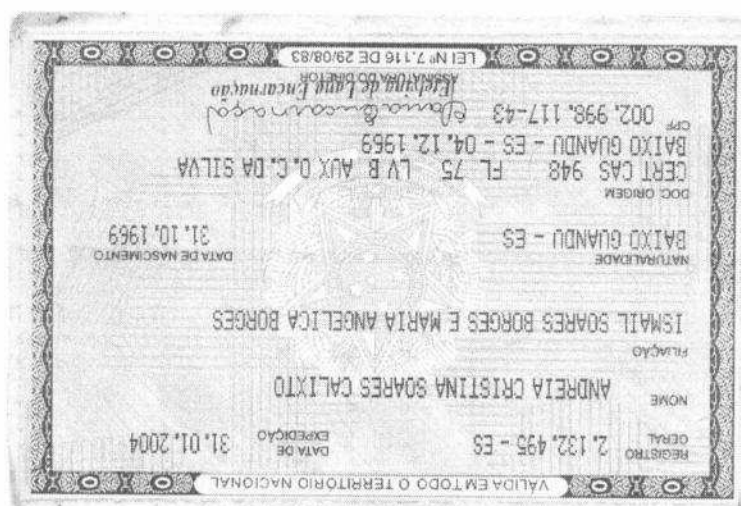 VÁLIDA EM TODO O TERRITÓRIO NACIONAL
REGISTRO GERAL 2.132.495 - ES DATA DE EXPEDIÇÃO 31.01.2004
NOME ANDREIA CRISTINA SOARES CALIXTO
FILIAÇÃO
ISMAIL SOARES BORGES E MARIA ANGELICA BORGES
NATURALIDADE DATA DE NASCIMENTO
BAIXO GUANDU - ES 31.10.1969
DOC. ORIGEM
CERT CAS 948 FL 75 LV B AUX O.C. DA SILVA
BAIXO GUANDU - ES - 04.12.1969
CPF 002.998.117-43
Encarnação
ASSINATURA DO DIRETOR
LEI Nº 7.116 DE 29/08/83